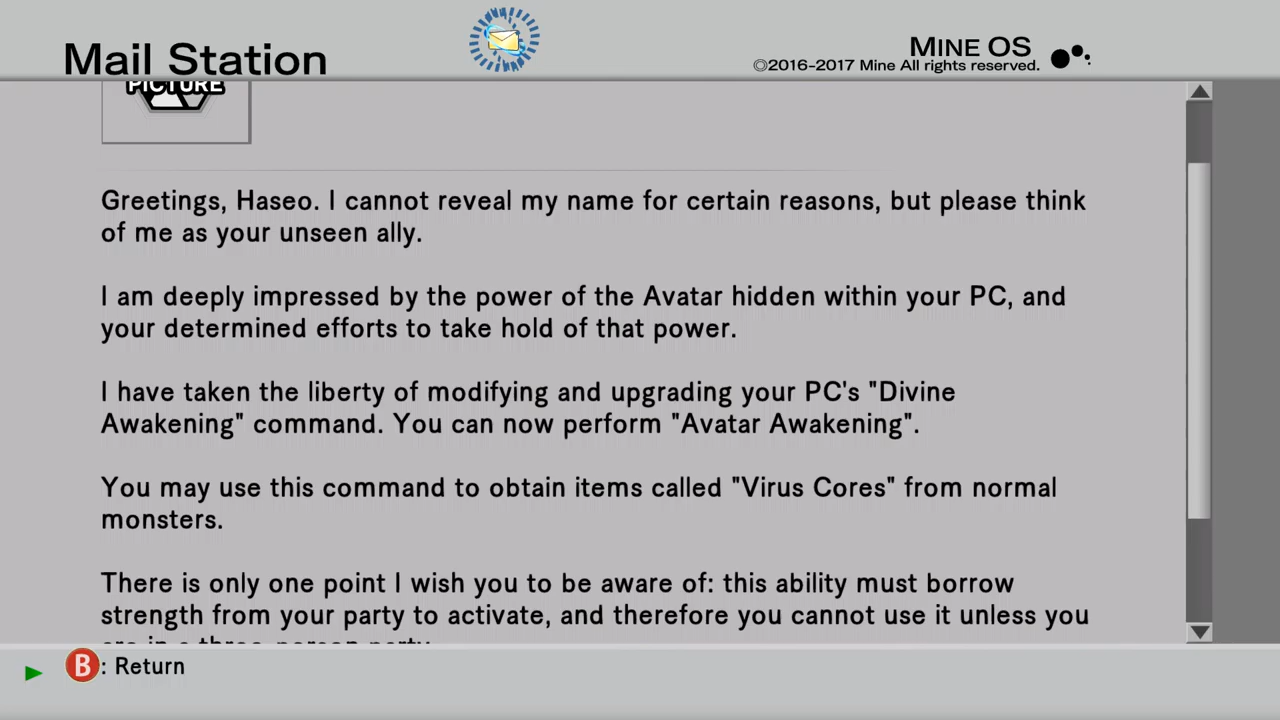 Mail Station
MINE OS
©2016-2017 Mine All rights reserved.
PICTURE
Greetings, Haseo. I cannot reveal my name for certain reasons, but please think
of me as your unseen ally.
I am deeply impressed by the power of the Avatar hidden within your PC, and
your determined efforts to take hold of that power.
I have taken the liberty of modifying and upgrading your PC's "Divine
Awakening" command. You can now perform "Avatar Awakening".
You may use this command to obtain items called "Virus Cores" from normal
monsters.
There is only one point I wish you to be aware of: this ability must borrow
strength from your party to activate, and therefore you cannot use it unless you
are in a three-person party
B : Return